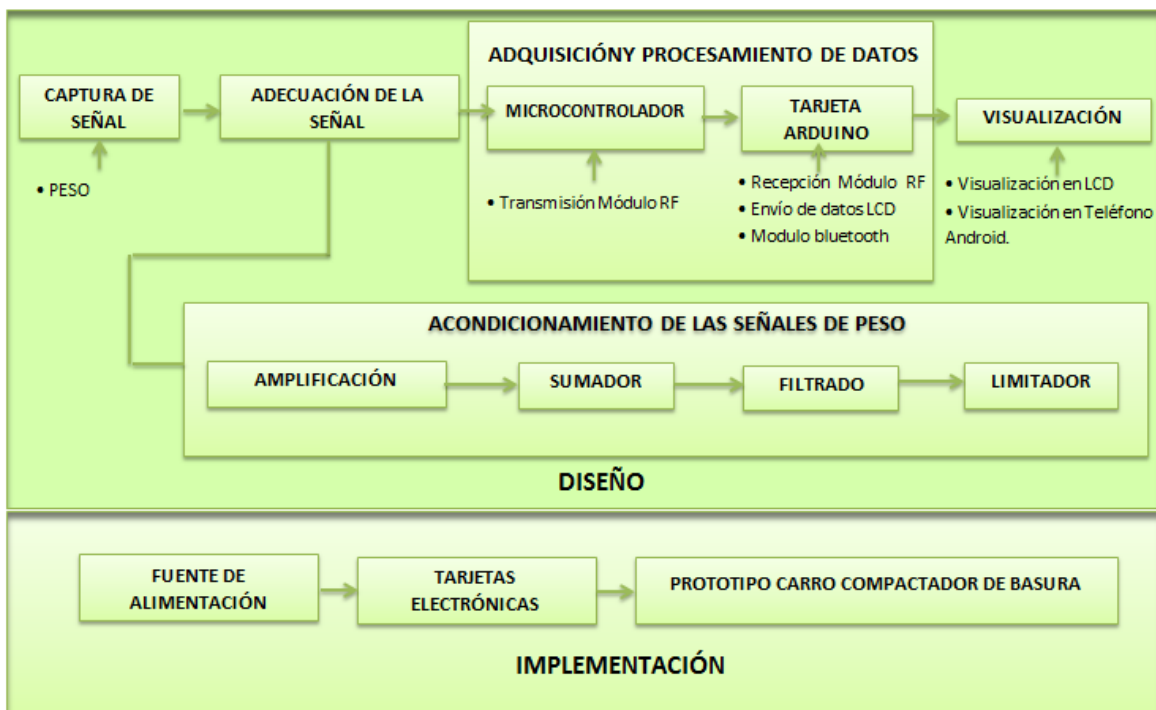 ADQUISICIÓNY PROCESAMIENTO DE DATOS
CAPTURA DE
SEÑAL
ADECUACIÓN DE LA
SEÑAL
MICROCONTROLADOR
TARJETA
ARDUINO
VISUALIZACIÓN
• PESO
• Transmisión Módulo RF
• Recepción Módulo RF
• Envío de datos LCD
• Modulo bluetooth
• Visualización en LCD
• Visualización en Teléfono
Android.
ACONDICIONAMIENTO DE LAS SEÑALES DE PESO
AMPLIFICACIÓN
SUMADOR
FILTRADO
LIMITADOR
DISEÑO
FUENTE DE
ALIMENTACIÓN
TARJETAS
ELECTRÓNICAS
PROTOTIPO CARRO COMPACTADOR DE BASURA
IMPLEMENTACIÓN